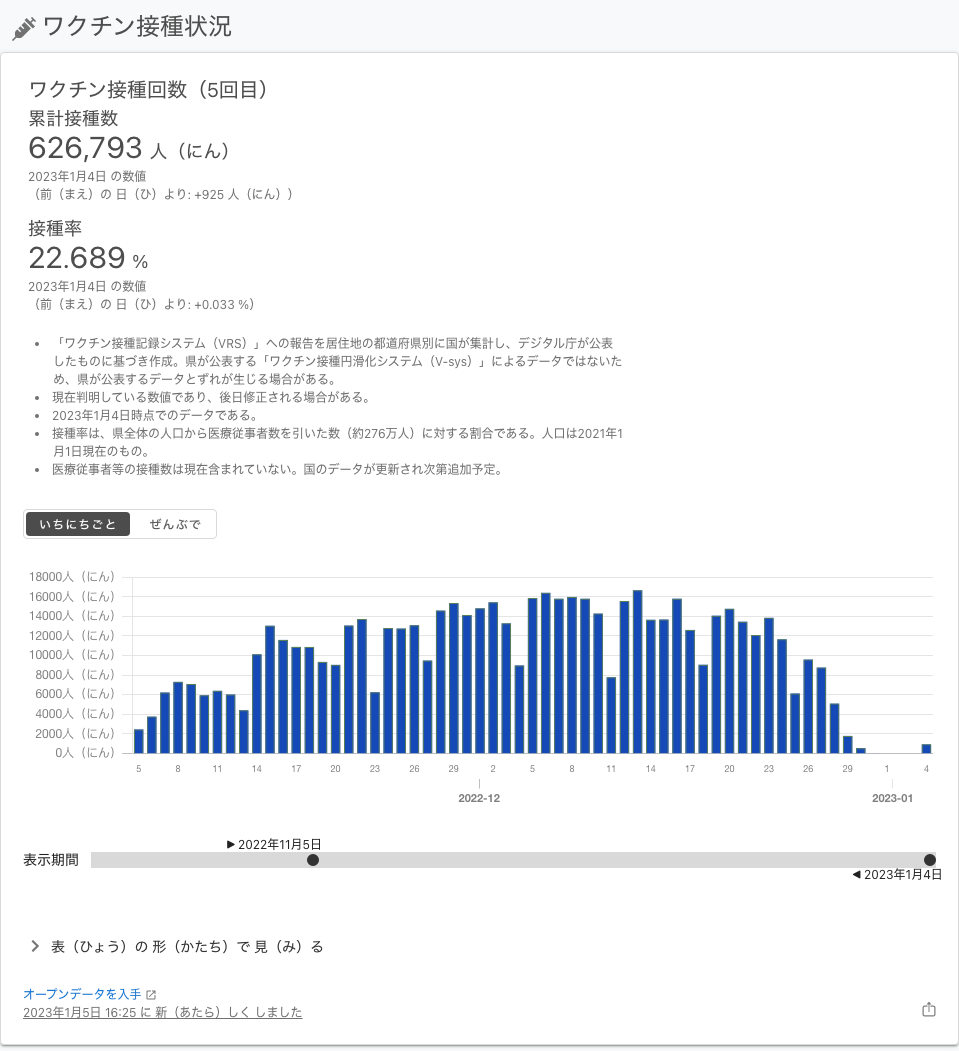 ワクチン接種状況
ワクチン接種回数（5回目）
累計接種数
626,793 人（にん）
2023年1月4日 の数値
（前（まえ）の 日（ひ）より: +925 人（にん））
接種率
22.689 %
2023年1月4日 の数値
（前（まえ）の 日（ひ）より: +0.033 %）
• 「ワクチン接種記録システム（VRS）」への報告を居住地の都道府県別に国が集計し、デジタル庁が公表
したものに基づき作成。県が公表する「ワクチン接種円滑化システム（V-sys）」によるデータではないた
め、県が公表するデータとずれが生じる場合がある。
• 現在判明している数値であり、後日修正される場合がある。
• 2023年1月4日時点でのデータである。
• 接種率は、県全体の人口から医療従事者数を引いた数（約276万人）に対する割合である。人口は2021年1
月1日現在のもの。
• 医療従事者等の接種数は現在含まれていない。国のデータが更新され次第追加予定。
いちにちごと ぜんぶで
18000人（にん）
16000人（にん）
14000人（にん）
12000人（にん）
10000人（にん）
8000人（にん）
6000人（にん）
4000人（にん）
2000人（にん）
0人（にん）
5 8 11 14 17 20 23 26 29 2 5 8 11 14 17 20 23 26 29 1 4
2022-12 2023-01
▶ 2022年11月5日
表示期間
◀ 2023年1月4日
表（ひょう）の 形（かたち）で 見（み）る
オープンデータを入手
2023年1月5日 16:25 に 新（あたら）しく しました